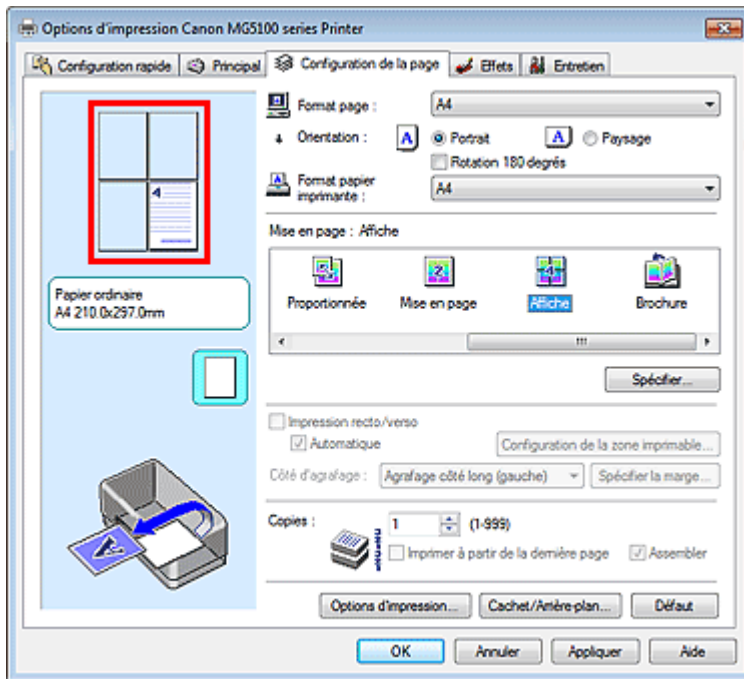 Options d'impression Canon MG5100 series Printer
Configuration rapide
Principal
Configuration de la page
Effets
Entretien
4
Papier ordinaire
A4 210.0x297.0mm
Format page :
A4
Orientation :
A
Portrait
A
Paysage
Rotation 180 degrés
Format papier
imprimante :
A4
Mise en page : Affiche
Proportionnée
Mise en page
Affiche
Brochure
Spécifier...
Impression recto/verso
Automatique
Configuration de la zone imprimable...
Côté d'agrafage :
Agrafage côté long (gauche)
Spécifier la marge...
Copies :
1
(1-999)
Imprimer à partir de la dernière page
Assembler
Options d'impression...
Cachet/Arrière-plan...
Défaut
OK
Annuler
Appliquer
Aide